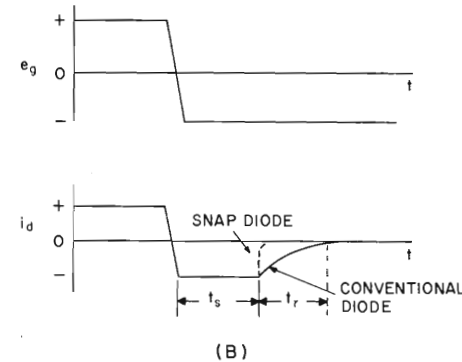 +
e_g 0
t
−
+
SNAP DIODE
i_d 0
t
−
t_s t_r
CONVENTIONAL
DIODE
(B)